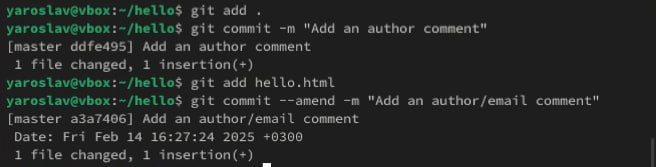 yaroslav@vbox:~/hello$ git add .
yaroslav@vbox:~/hello$ git commit -m "Add an author comment"
[master ddfe495] Add an author comment
 1 file changed, 1 insertion(+)
yaroslav@vbox:~/hello$ git add hello.html
yaroslav@vbox:~/hello$ git commit --amend -m "Add an author/email comment"
[master a3a7406] Add an author/email comment
 Date: Fri Feb 14 16:27:24 2025 +0300
 1 file changed, 1 insertion(+)